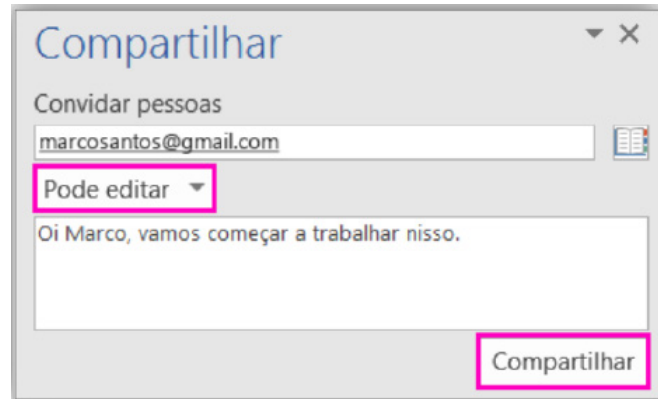 Compartilhar
Convidar pessoas
marcosantos@gmail.com
Pode editar
Oi Marco, vamos começar a trabalhar nisso.
Compartilhar